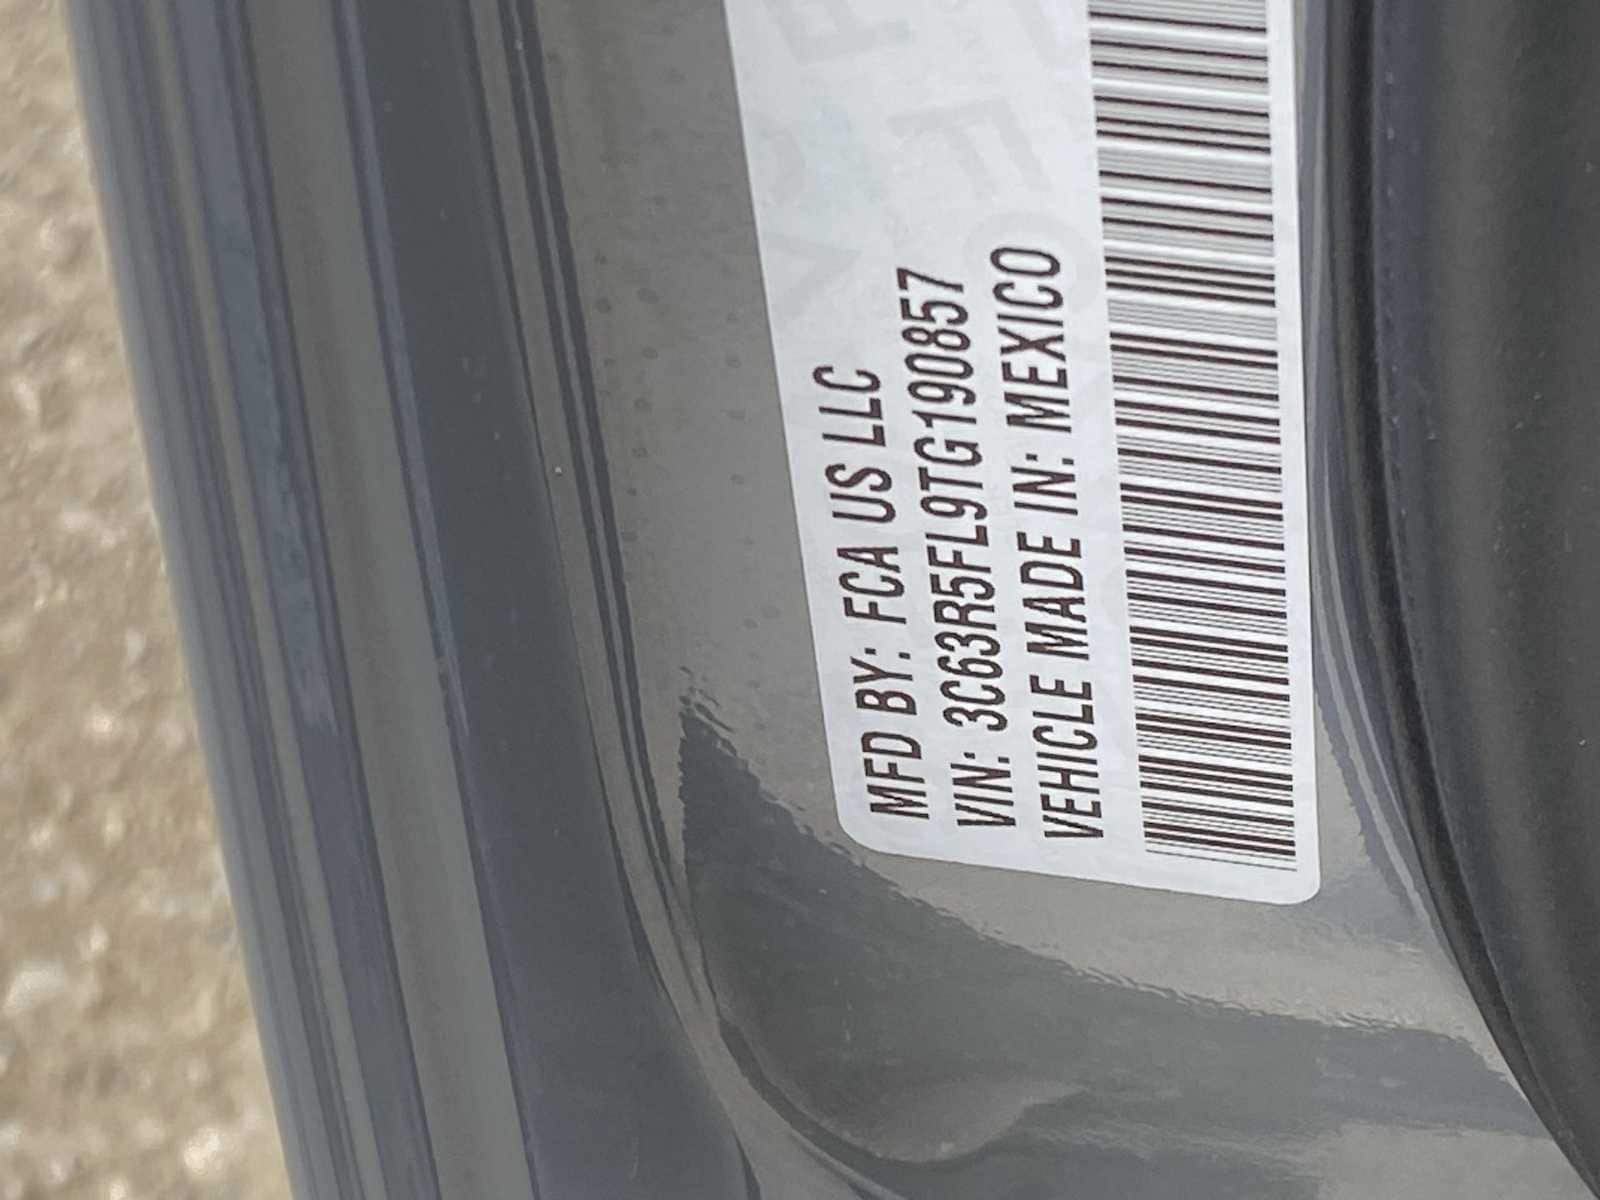 MFD BY: FCA US LLC
VIN: 3C63R5FL9TG190857
VEHICLE MADE IN: MEXICO